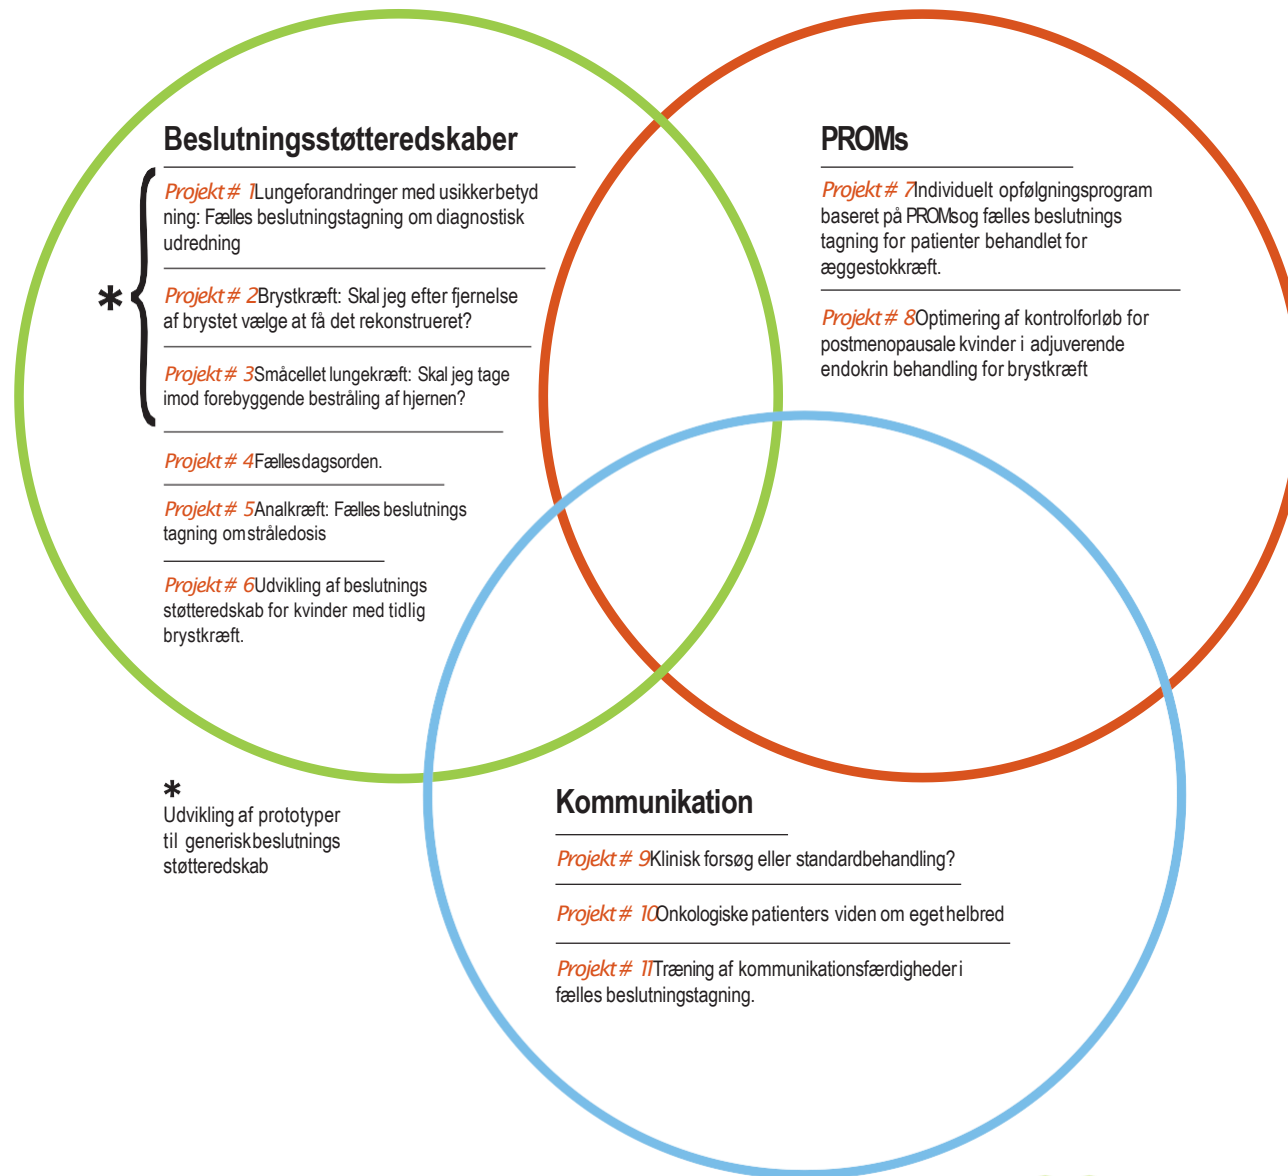 Beslutningsstøtteredskaber
Projekt # 1Lungeforandringer med usikkerbetyd
ning: Fælles beslutningstagning om diagnostisk
udredning
*
Projekt # 2Brystkræft: Skal jeg efter fjernelse
af brystet vælge at få det rekonstrueret?
Projekt # 3Småcellet lungekræft: Skal jeg tage
imod forebyggende bestråling af hjernen?
Projekt # 4Fællesdagsorden.
Projekt # 5Analkræft: Fælles beslutnings
tagning omstråledosis
Projekt # 6Udvikling af beslutnings
støtteredskab for kvinder med tidlig
brystkræft.
PROMs
Projekt # 7Individuelt opfølgningsprogram
baseret på PROMsog fælles beslutnings
tagning for patienter behandlet for
æggestokkræft.
Projekt # 8Optimering af kontrolforløb for
postmenopausale kvinder i adjuverende
endokrin behandling for brystkræft
*
Udvikling af prototyper
til generiskbeslutnings
støtteredskab
Kommunikation
Projekt # 9Klinisk forsøg eller standardbehandling?
Projekt # 10Onkologiske patienters viden om eget helbred
Projekt # 11Træning af kommunikationsfærdigheder i
fælles beslutningstagning.